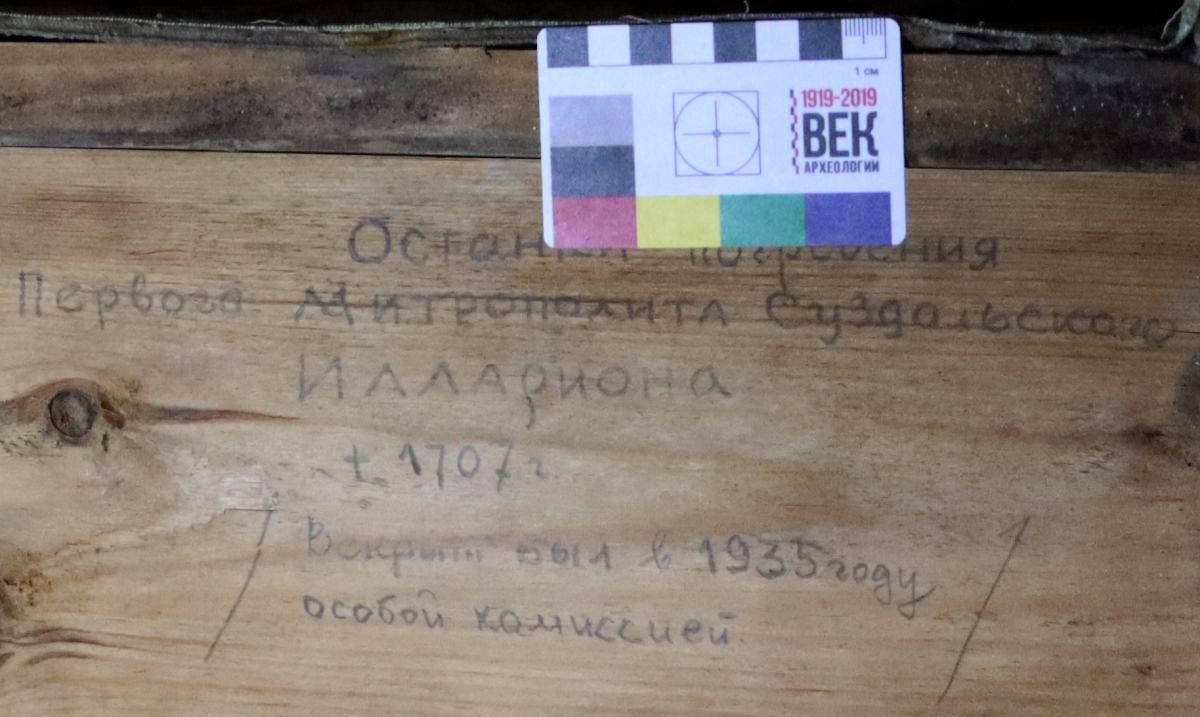 1 см
1919-2019
ВЕК
АРХЕОЛОГИИ
Останки погребения
Первого Митрополита Суздальского
Иллариона
† 1707 г.
Вскрыт был в 1935 году
особой комиссией